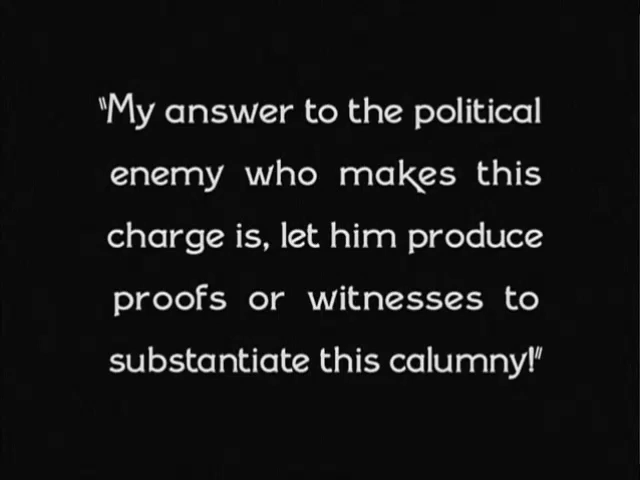 "My answer to the political
enemy who makes this
charge is, let him produce
proofs or witnesses to
substantiate this calumny!"